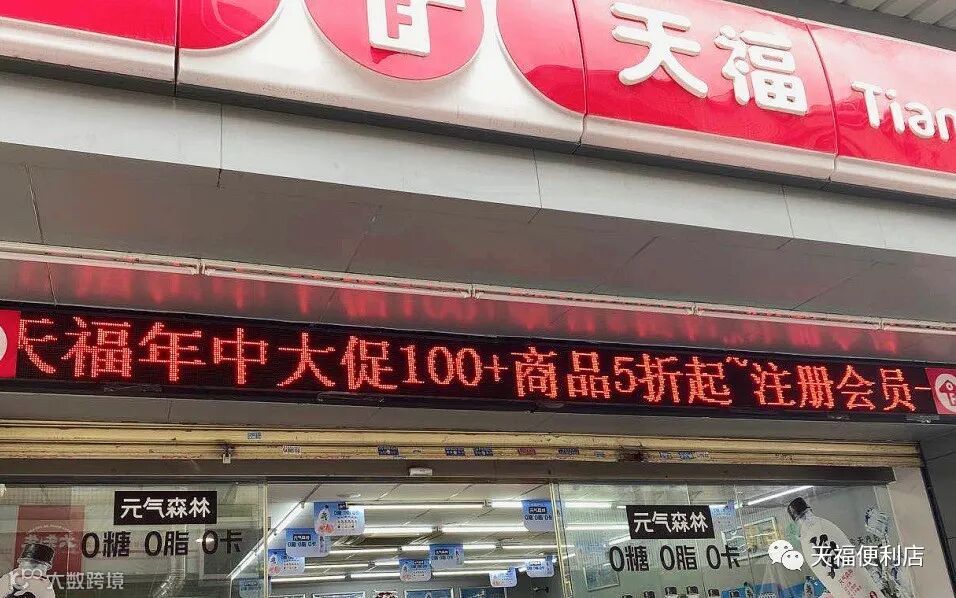 天福 Tian
天福年中大促100+商品5折起~注册会员
元气森林
0糖 0脂 0卡
元气森林
0糖 0脂 0卡
大数跨境
天福便利店